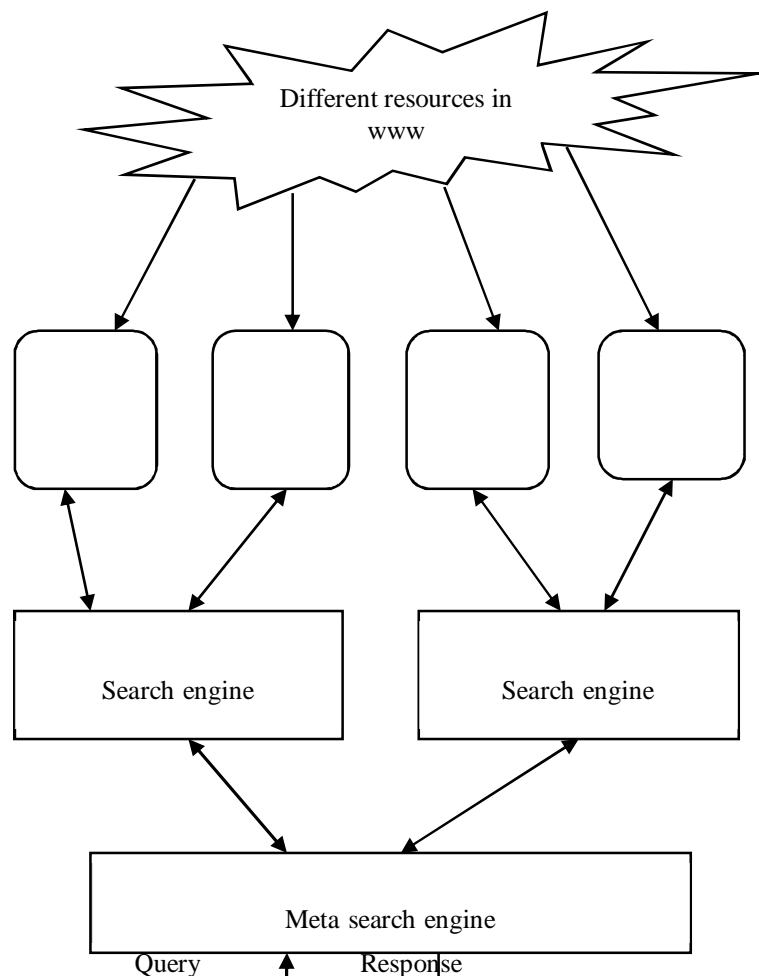 Different resources in
www
Search engine
Search engine
Meta search engine
Query
Response